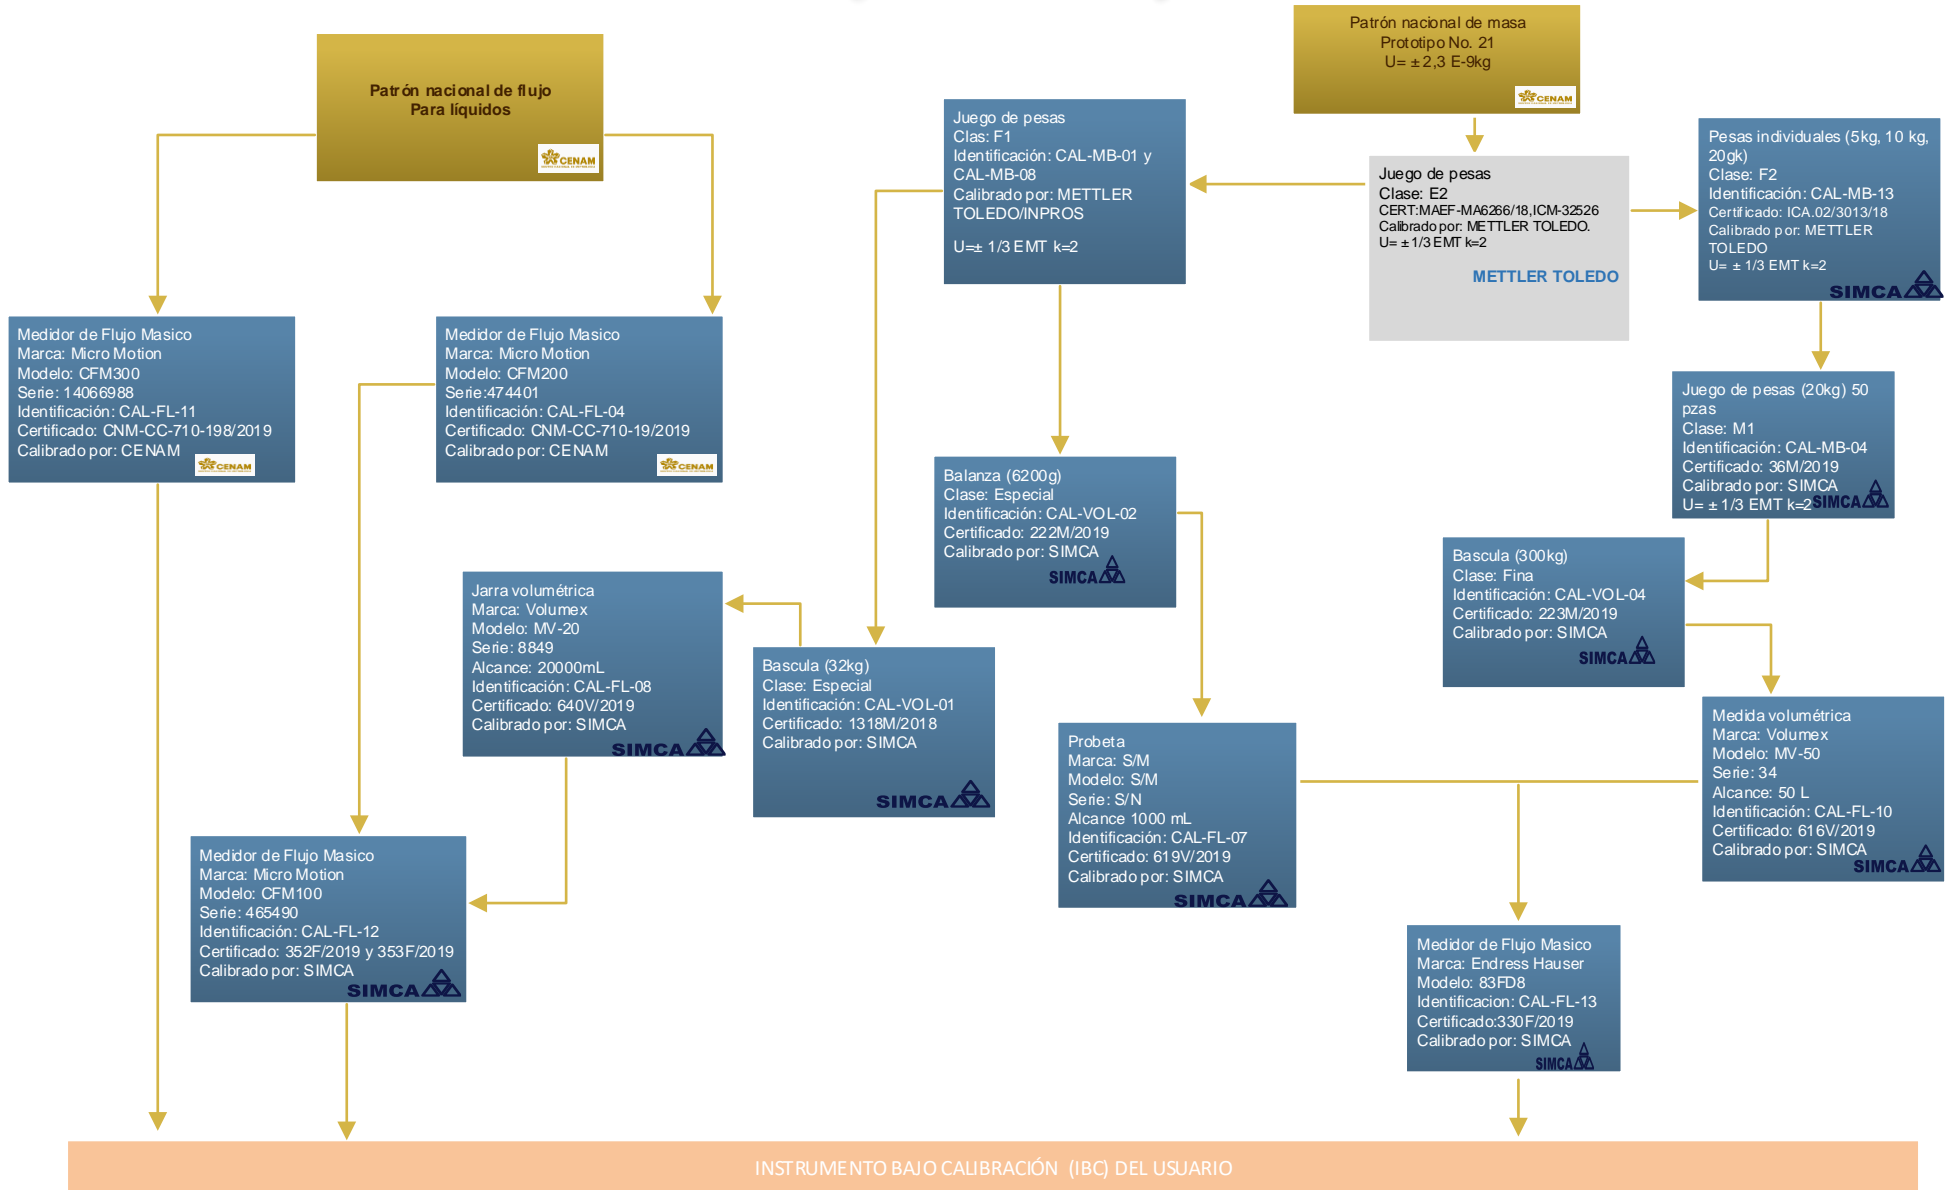 Patrón nacional de masa
Prototipo No. 21
U= ± 2,3 E-9kg
CENAM
Patrón nacional de flujo
Para líquidos
CENAM
Juego de pesas
Clas: F1
Identificación: CAL-MB-01 y
CAL-MB-08
Calibrado por: METTLER
TOLEDO/INPROS
U=± 1/3 EMT k=2
Juego de pesas
Clase: E2
CERT:MAEF-MA6266/18,ICM-32526
Calibrado por: METTLER TOLEDO.
U= ± 1/3 EMT k=2
METTLER TOLEDO
Pesas individuales (5kg, 10 kg,
20gk)
Clase: F2
Identificación: CAL-MB-13
Certificado: ICA.02/3013/18
Calibrado por: METTLER
TOLEDO
U= ± 1/3 EMT k=2
SIMCA
Medidor de Flujo Masico
Marca: Micro Motion
Modelo: CFM300
Serie: 14066988
Identificación: CAL-FL-11
Certificado: CNM-CC-710-198/2019
Calibrado por: CENAM
CENAM
Medidor de Flujo Masico
Marca: Micro Motion
Modelo: CFM200
Serie:474401
Identificación: CAL-FL-04
Certificado: CNM-CC-710-19/2019
Calibrado por: CENAM
CENAM
Juego de pesas (20kg) 50
pzas
Clase: M1
Identificación: CAL-MB-04
Certificado: 36M/2019
Calibrado por: SIMCA
U= ± 1/3 EMT k=2
SIMCA
Balanza (6200g)
Clase: Especial
Identificación: CAL-VOL-02
Certificado: 222M/2019
Calibrado por: SIMCA
SIMCA
Bascula (300kg)
Clase: Fina
Identificación: CAL-VOL-04
Certificado: 223M/2019
Calibrado por: SIMCA
SIMCA
Jarra volumétrica
Marca: Volumex
Modelo: MV-20
Serie: 8849
Alcance: 20000mL
Identificación: CAL-FL-08
Certificado: 640V/2019
Calibrado por: SIMCA
SIMCA
Bascula (32kg)
Clase: Especial
Identificación: CAL-VOL-01
Certificado: 1318M/2018
Calibrado por: SIMCA
SIMCA
Probeta
Marca: S/M
Modelo: S/M
Serie: S/N
Alcance 1000 mL
Identificación: CAL-FL-07
Certificado: 619V/2019
Calibrado por: SIMCA
SIMCA
Medida volumétrica
Marca: Volumex
Modelo: MV-50
Serie: 34
Alcance: 50 L
Identificación: CAL-FL-10
Certificado: 616V/2019
Calibrado por: SIMCA
SIMCA
Medidor de Flujo Masico
Marca: Micro Motion
Modelo: CFM100
Serie: 465490
Identificación: CAL-FL-12
Certificado: 352F/2019 y 353F/2019
Calibrado por: SIMCA
SIMCA
Medidor de Flujo Masico
Marca: Endress Hauser
Modelo: 83FD8
Identificacion: CAL-FL-13
Certificado:330F/2019
Calibrado por: SIMCA
SIMCA
INSTRUMENTO BAJO CALIBRACIÓN (IBC) DEL USUARIO